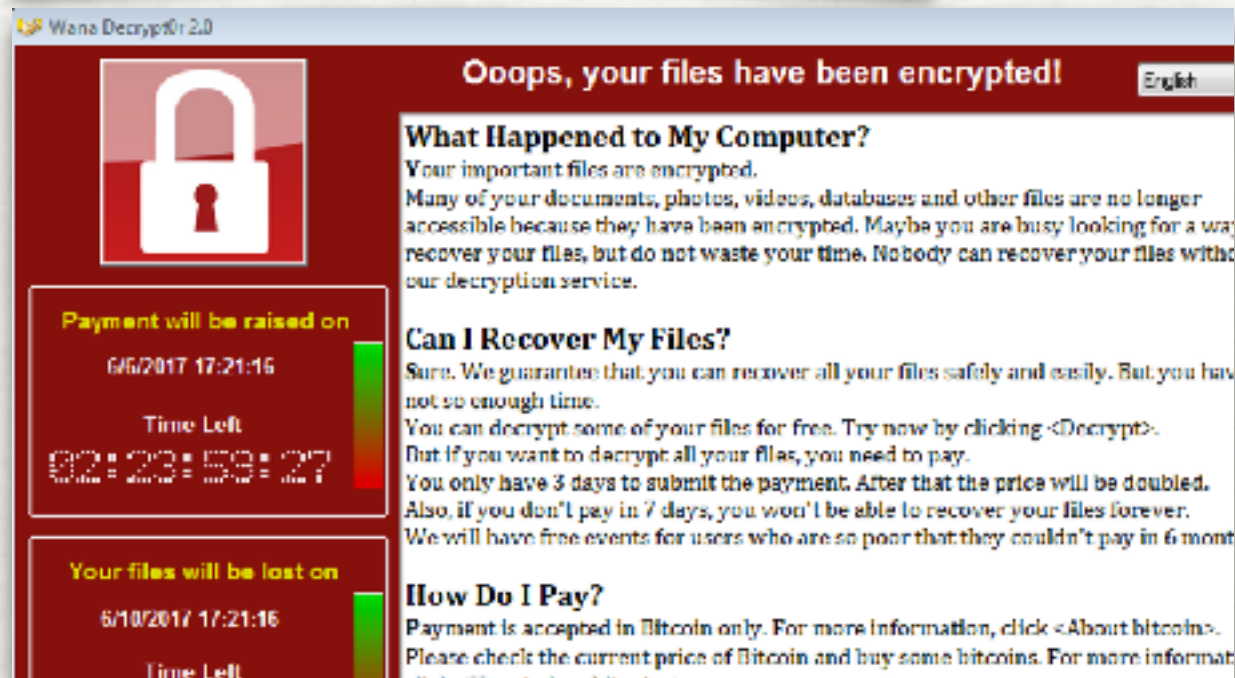 Wana Decrypt0r 2.0
Ooops, your files have been encrypted!
English
What Happened to My Computer?
Your important files are encrypted.
Many of your documents, photos, videos, databases and other files are no longer
accessible because they have been encrypted. Maybe you are busy looking for a way
recover your files, but do not waste your time. Nobody can recover your files
our decryption service.
Can I Recover My Files?
Sure. We guarantee that you can recover all your files safely and easily. But you
not so enough time.
You can decrypt some of your files for free. Try now by clicking <Decrypt>.
But if you want to decrypt all your files, you need to pay.
You only have 3 days to submit the payment. After that the price will be doubled.
Also, if you don't pay in 7 days, you won't be able to recover your files forever.
We will have free events for users who are so poor that they couldn't pay in 6
How Do I Pay?
Payment is accepted in Bitcoin only. For more information, click <About bitcoin>.
Please check the current price of Bitcoin and buy some bitcoins. For more
Payment will be raised on
6/6/2017 17:21:16
Time Left
02:23:59:27
Your files will be lost on
6/10/2017 17:21:16
Time Left